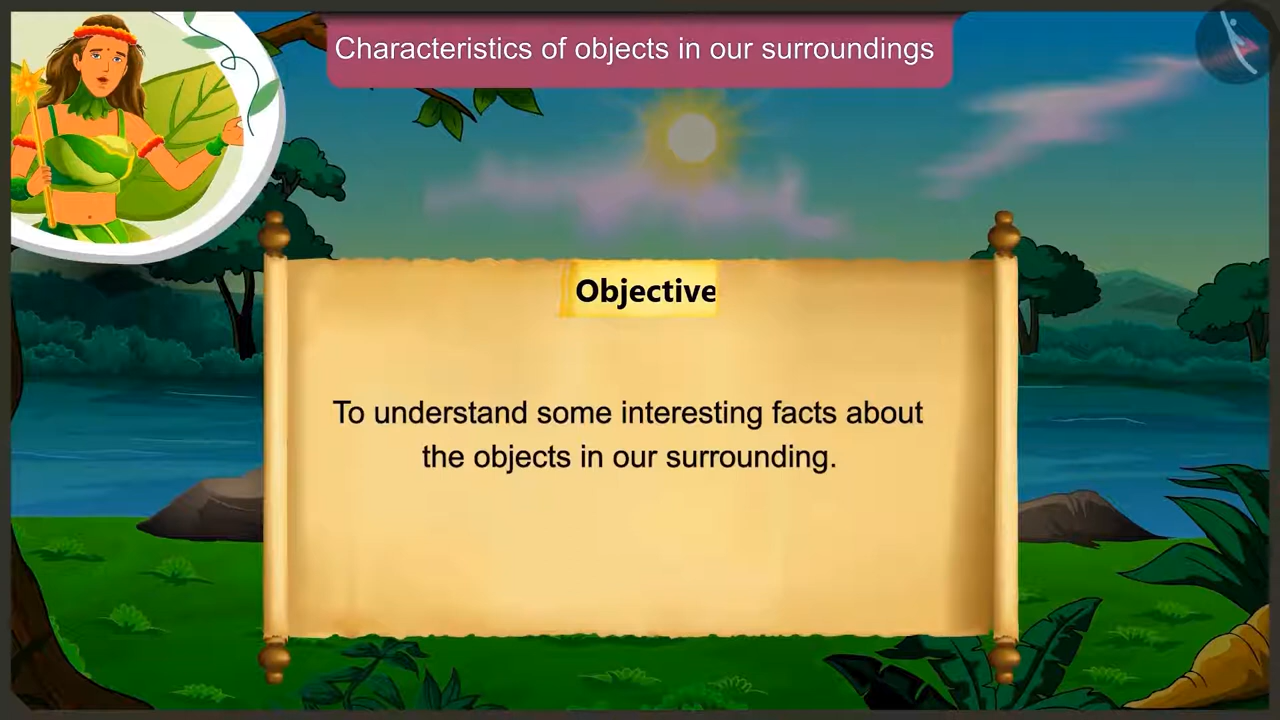 Characteristics of objects in our surroundings
Objective
To understand some interesting facts about
the objects in our surrounding.